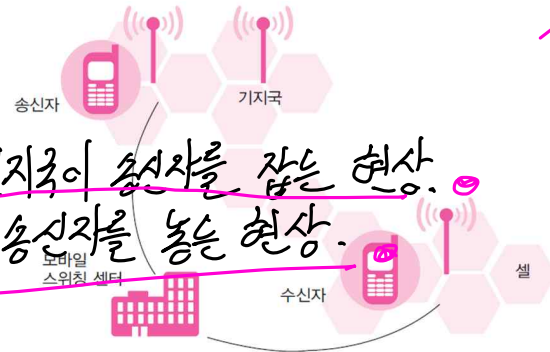 송신자
기지국
지국이 송신자를 잡는 현상.
송신자를 놓는 현상.
모바일
스위칭 센터
수신자
셀